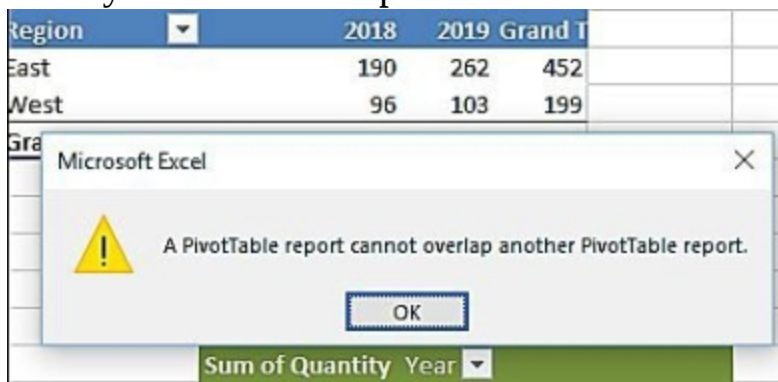 Region 2018 2019 Grand T
East 190 262 452
West 96 103 199
Gra
Microsoft Excel
A PivotTable report cannot overlap another PivotTable report.
OK
Sum of Quantity Year